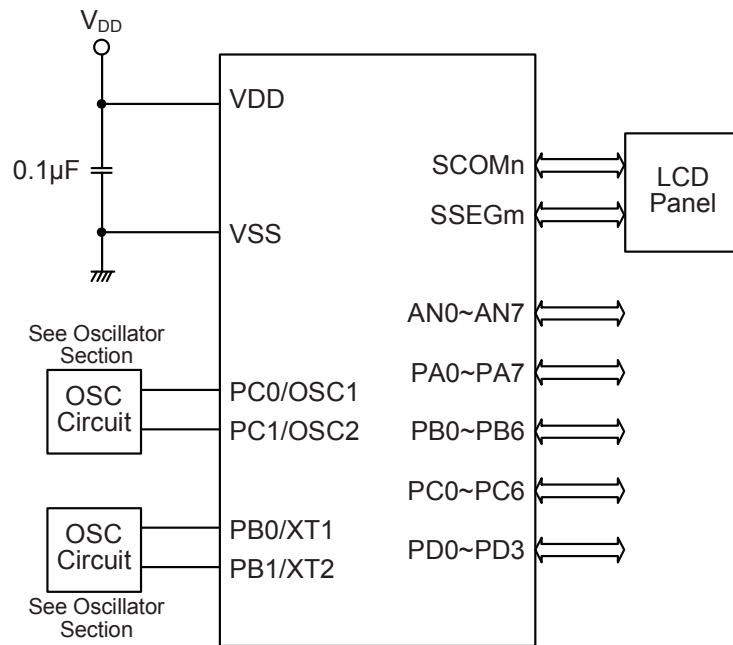 VDD
VDD
0.1µF
VSS
See Oscillator
Section
OSC
Circuit
PC0/OSC1
PC1/OSC2
OSC
Circuit
PB0/XT1
PB1/XT2
See Oscillator
Section
SCOMn
SSEGm
LCD
Panel
AN0~AN7
PA0~PA7
PB0~PB6
PC0~PC6
PD0~PD3